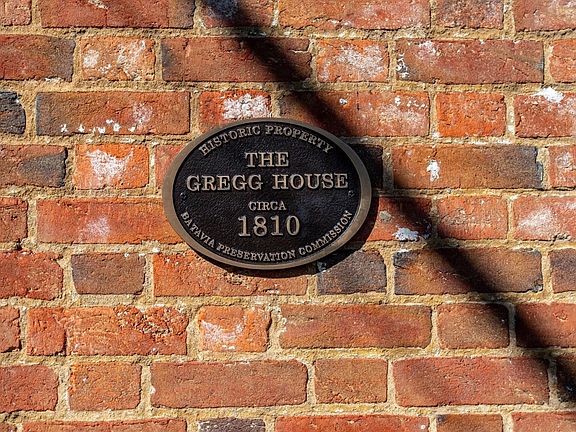 HISTORIC PROPERTY
THE
GREGG HOUSE
CIRCA
1810
BATAVIA PRESERVATION COMMISSION